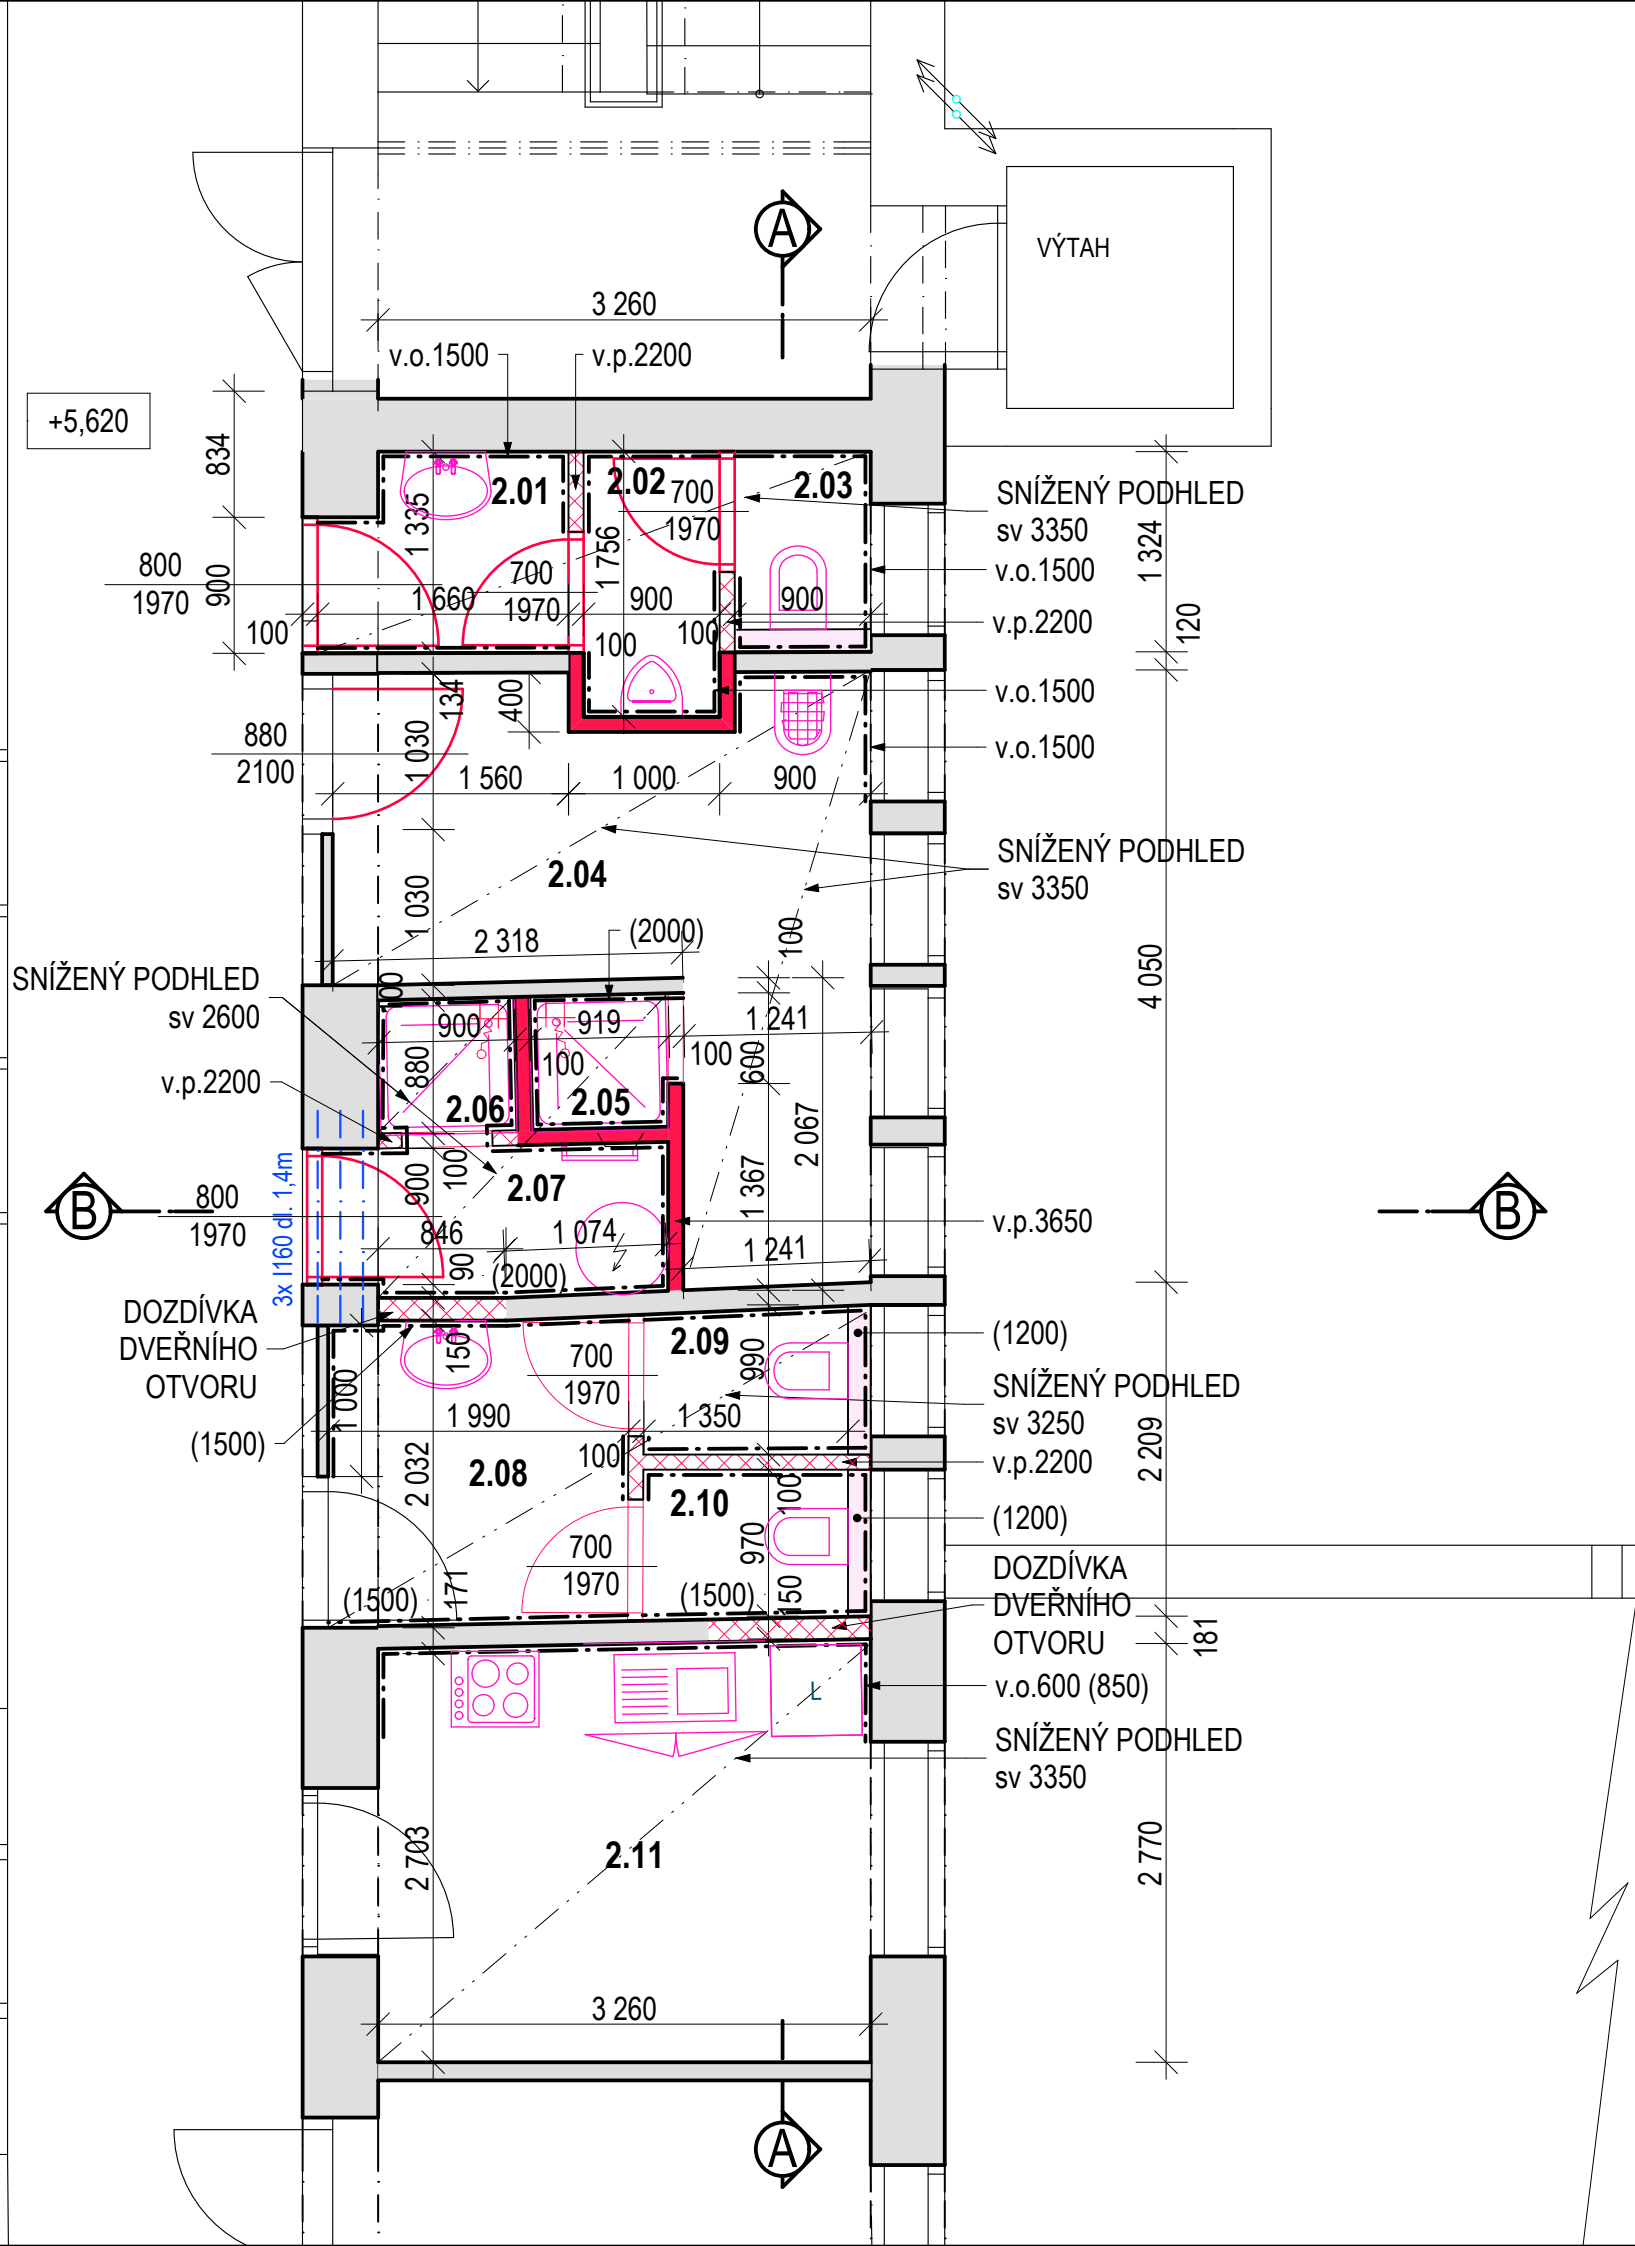 A
VÝTAH
3 260
v.o.1500
v.p.2200
+5,620
834
2.01
2.02
2.03
700
1970
SNÍŽENÝ PODHLED
sv 3350
1 335
1 756
1 324
v.o.1500
800
1970
900
700
1970
1 660
900
900
v.p.2200
100
100
100
120
134
400
v.o.1500
880
2100
1 030
v.o.1500
1 560
1 000
900
SNÍŽENÝ PODHLED
sv 3350
2.04
1 030
2 318
(2000)
100
4 050
SNÍŽENÝ PODHLED
sv 2600
900
919
1 241
100
100
600
880
v.p.2200
2.06
2.05
2 067
100
900
2.07
1 367
B
800
1970
3x I160 dl. 1,4m
846
1 074
v.p.3650
B
90
(2000)
1 241
DOZDÍVKA
DVEŘNÍHO
OTVORU
150
2.09
(1200)
700
1970
990
SNÍŽENÝ PODHLED
sv 3250
1 000
1 990
1 350
(1500)
100
v.p.2200
2 209
2 032
2.08
2.10
100
(1200)
700
1970
970
DOZDÍVKA
DVEŘNÍHO
OTVORU
(1500)
171
(1500)
150
181
L
v.o.600 (850)
SNÍŽENÝ PODHLED
sv 3350
2 703
2.11
2 770
3 260
A